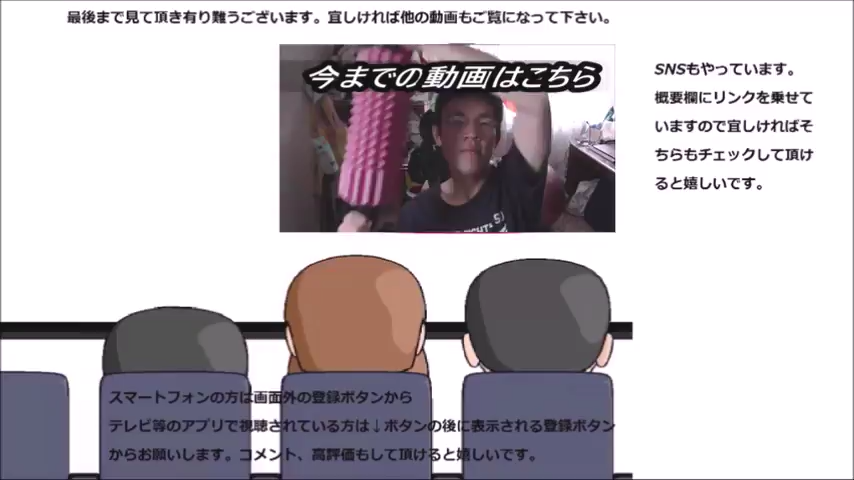 最後まで見て頂き有り難うございます。宜しければ他の動画もご覧になって下さい。
今までの動画はこちら
SNSもやっています。
概要欄にリンクを乗せて
いますので宜しければそ
ちらもチェックして頂け
ると嬉しいです。
スマートフォンの方は画面外の登録ボタンから
テレビ等のアプリで視聴されている方は↓ボタンの後に表示される登録ボタン
からお願いします。コメント、高評価もして頂けると嬉しいです。